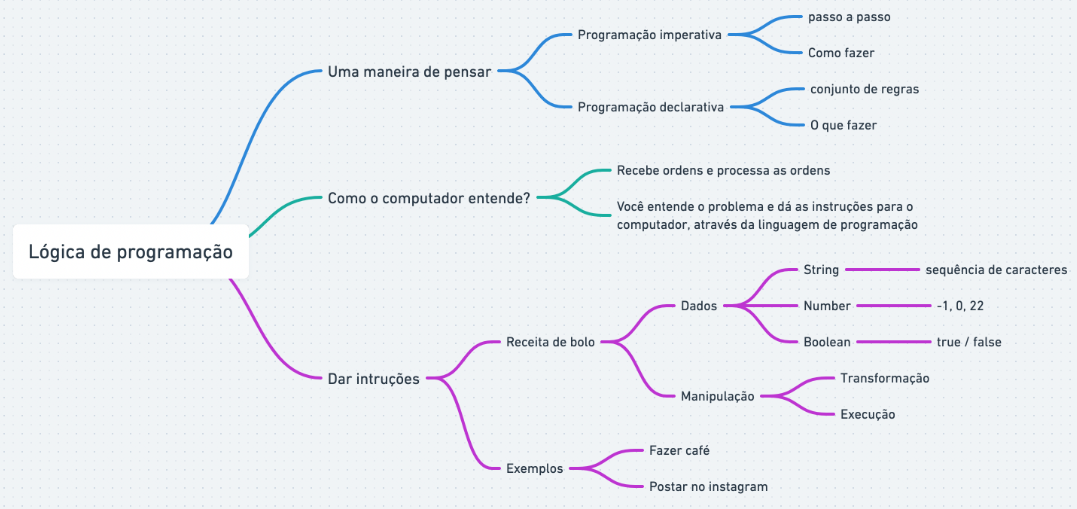 Lógica de programação
Uma maneira de pensar
Programação imperativa
passo a passo
Como fazer
Programação declarativa
conjunto de regras
O que fazer
Como o computador entende?
Recebe ordens e processa as ordens
Você entende o problema e dá as instruções para o
computador, através da linguagem de programação
Dar intruções
Receita de bolo
Dados
String
sequência de caracteres
Number
-1, 0, 22
Boolean
true / false
Manipulação
Transformação
Execução
Exemplos
Fazer café
Postar no instagram